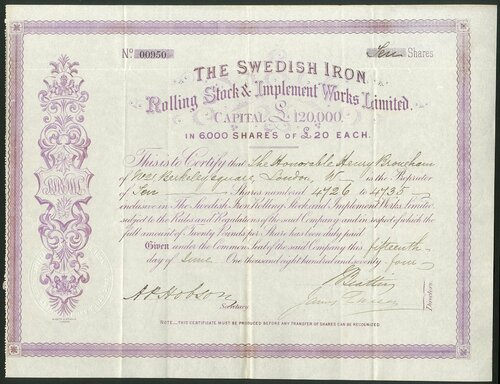 No. 00950
Ten Shares
THE SWEDISH IRON
Rolling Stock & Implement Works Limited.
CAPITAL £120,000
IN 6,000 SHARES OF £20 EACH.
This is to Certify that The Honorable Henry Brougham
of Berkeley Square, London, W is the Proprietor
of Ten Shares numbered 4726 to 4735
inclusive in The Swedish Iron Rolling Stock and Implement Works Limited
subject to the Rules and Regulations of the said Company and in respect of which the
full amount of Twenty Pounds per Share has been duly paid
Given under the Common Seal of the said Company this fifteenth
day of June One thousand eight hundred and seventy-four
A P Hobson
Secretary
Directors.
NOTE.—THIS CERTIFICATE MUST BE PRODUCED BEFORE ANY TRANSFER OF SHARES CAN BE RECOGNIZED.